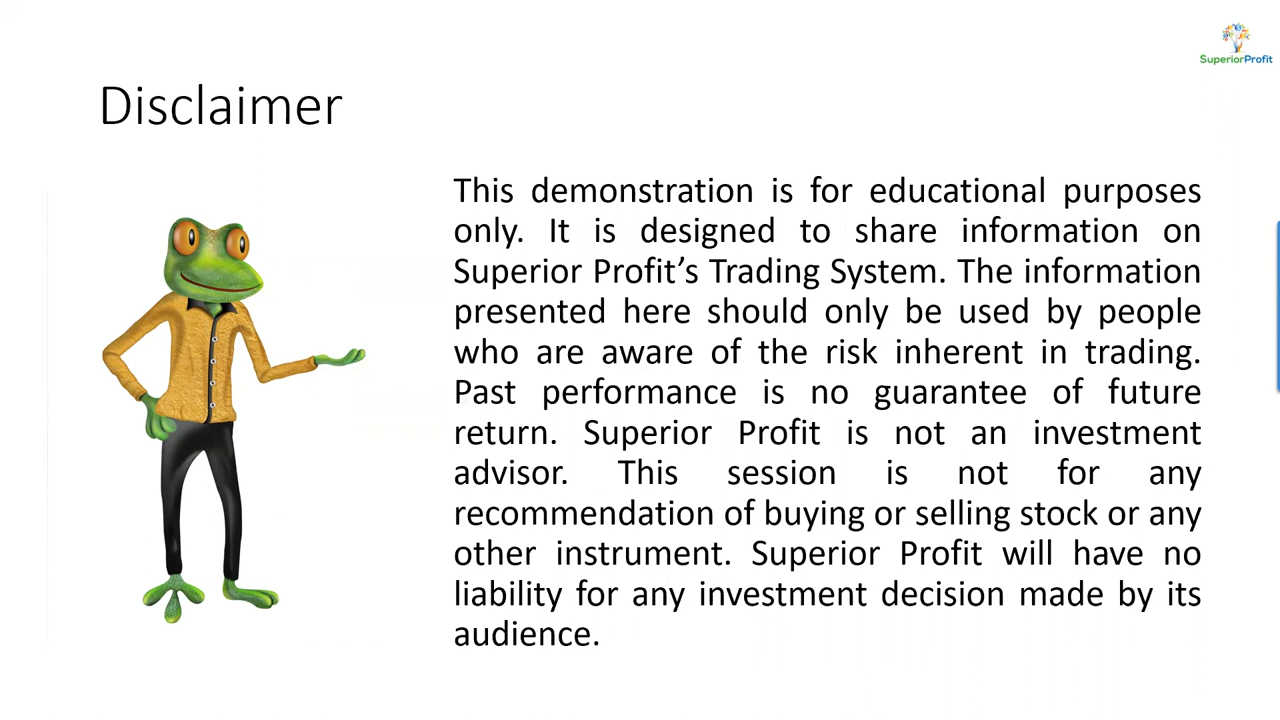 SuperiorProfit
Disclaimer
This demonstration is for educational purposes
only. It is designed to share information on
Superior Profit’s Trading System. The information
presented here should only be used by people
who are aware of the risk inherent in trading.
Past performance is no guarantee of future
return. Superior Profit is not an investment
advisor. This session is not for any
recommendation of buying or selling stock or any
other instrument. Superior Profit will have no
liability for any investment decision made by its
audience.